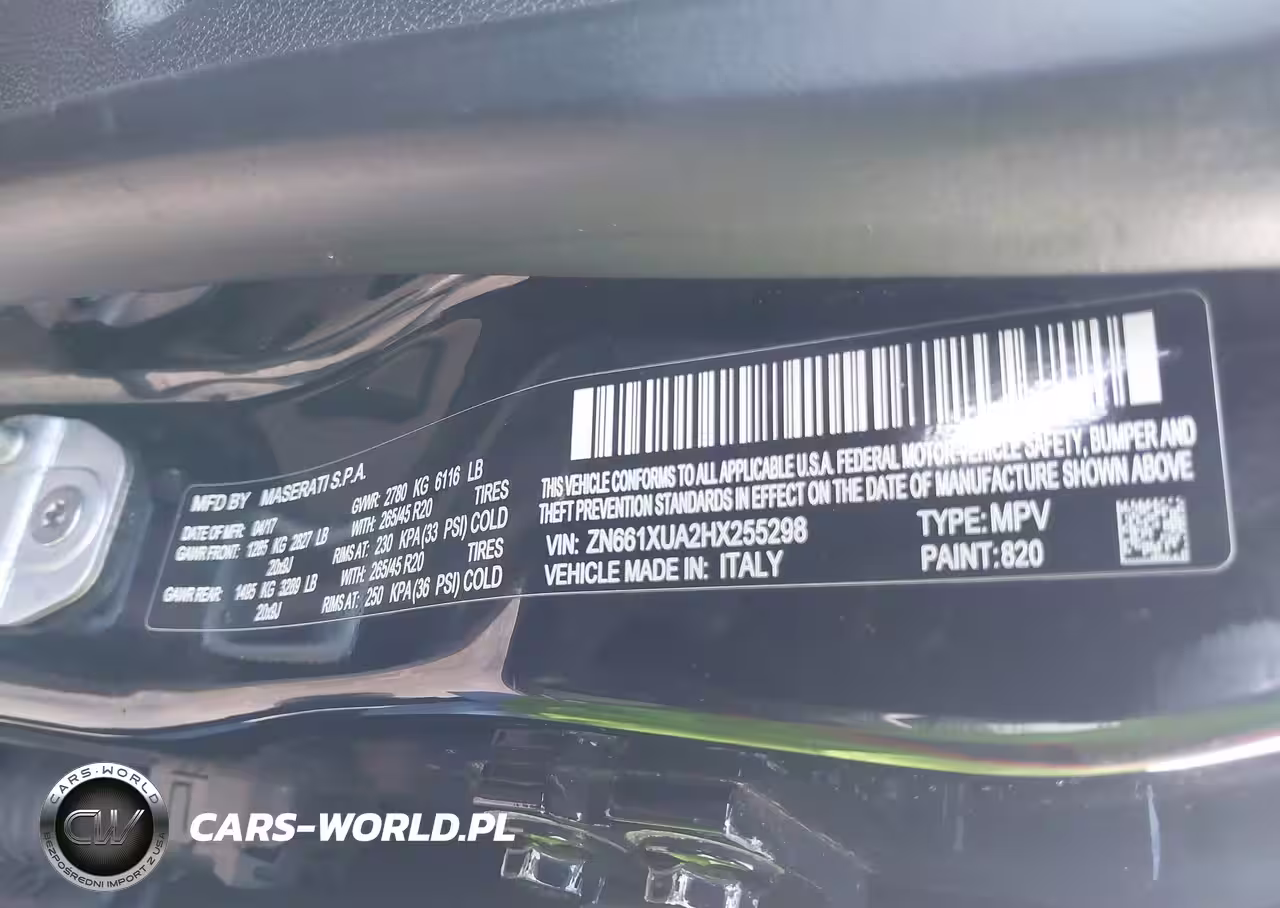 MFD BY MASERATI S.P.A.
DATE OF MFR: 04/17 GVWR: 2780 KG 6116 LB
GAWR FRONT: 1285 KG 2827 LB WITH: 265/45 R20 TIRES
20x9J RIMS AT: 230 KPA (33 PSI) COLD
GAWR REAR: 1495 KG 3289 LB WITH: 265/45 R20 TIRES
20x9J RIMS AT: 250 KPA (36 PSI) COLD
THIS VEHICLE CONFORMS TO ALL APPLICABLE U.S.A. FEDERAL MOTOR VEHICLE SAFETY, BUMPER AND
THEFT PREVENTION STANDARDS IN EFFECT ON THE DATE OF MANUFACTURE SHOWN ABOVE
VIN: ZN661XUA2HX255298 TYPE: MPV
VEHICLE MADE IN: ITALY PAINT: 820
CARS-WORLD
CW
BEZPOŚREDNI IMPORT Z USA
CARS-WORLD.PL